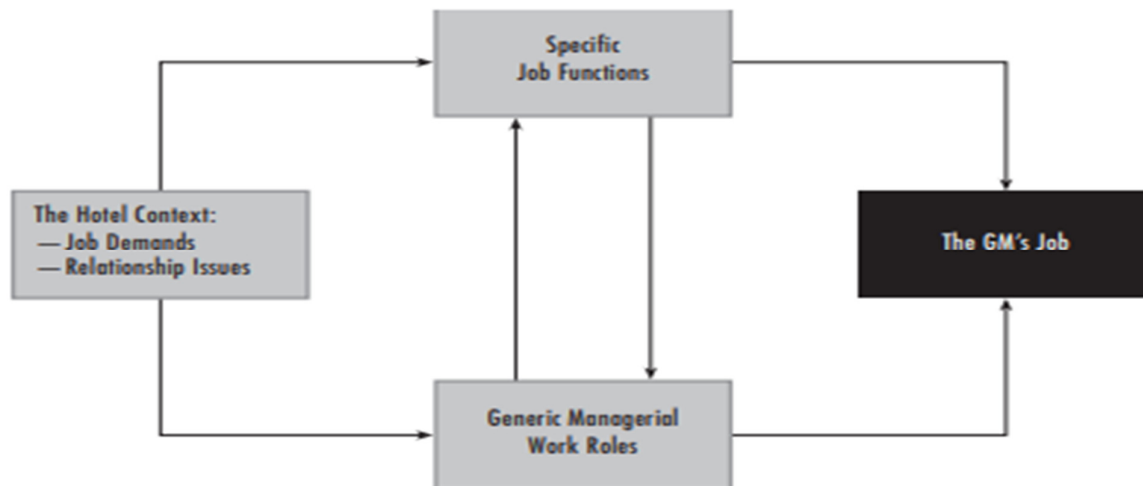 Specific
Job Functions
The Hotel Context:
— Job Demands
— Relationship Issues
The GM's Job
Generic Managerial
Work Roles